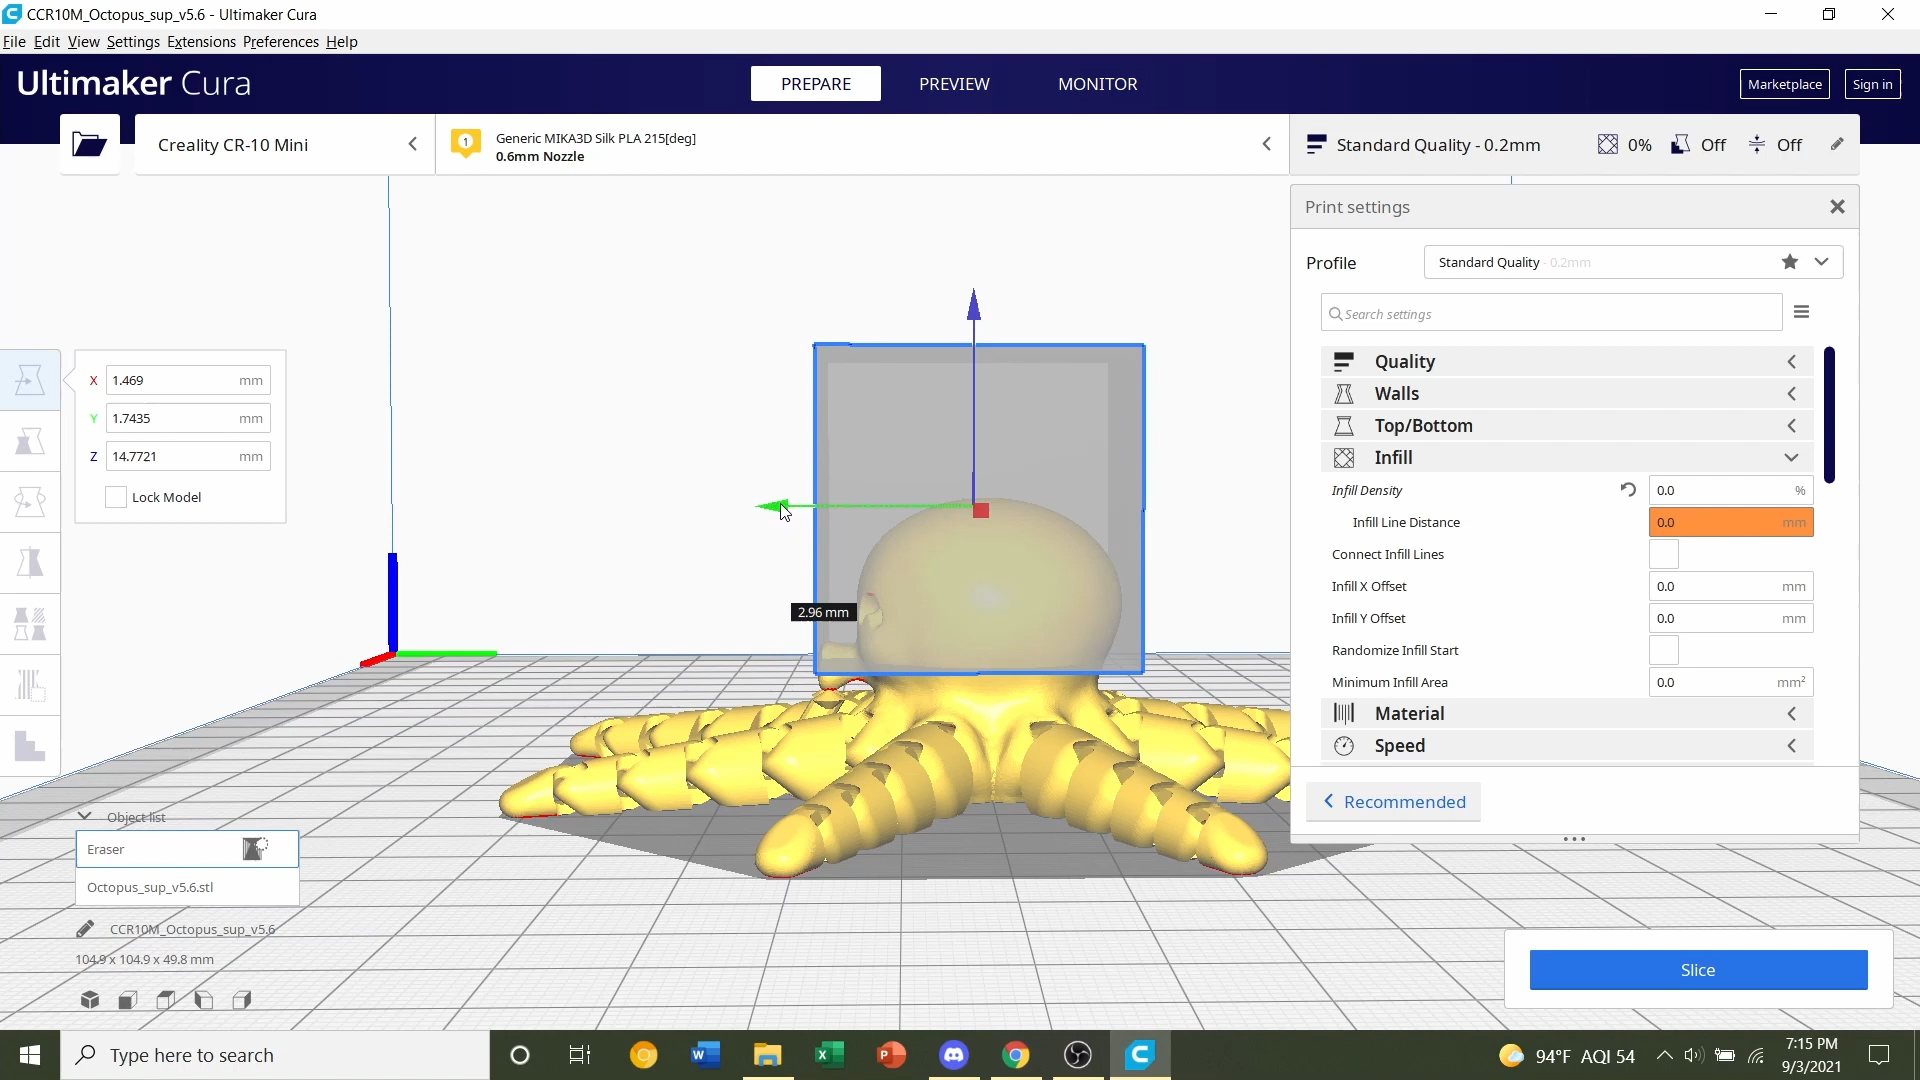 CCR10M_Octopus_sup_v5.6 - Ultimaker Cura
File Edit View Settings Extensions Preferences Help
Ultimaker Cura
PREPARE PREVIEW MONITOR
Marketplace Sign in
Creality CR-10 Mini
1
Generic MIKA3D Silk PLA 215[deg]
0.6mm Nozzle
Standard Quality - 0.2mm 0% Off Off
Print settings
Profile Standard Quality - 0.2mm
Search settings
Quality
Walls
Top/Bottom
Infill
Infill Density 0.0 %
Infill Line Distance 0.0 mm
Connect Infill Lines
Infill X Offset 0.0 mm
Infill Y Offset 0.0 mm
Randomize Infill Start
Minimum Infill Area 0.0 mm²
Material
Speed
Recommended
X 1.469 mm
Y 1.7435 mm
Z 14.7721 mm
Lock Model
2.96 mm
Object list
Eraser
Octopus_sup_v5.6.stl
CCR10M_Octopus_sup_v5.6
104.9 x 104.9 x 49.8 mm
Slice
Type here to search
94°F AQI 54
7:15 PM
9/3/2021